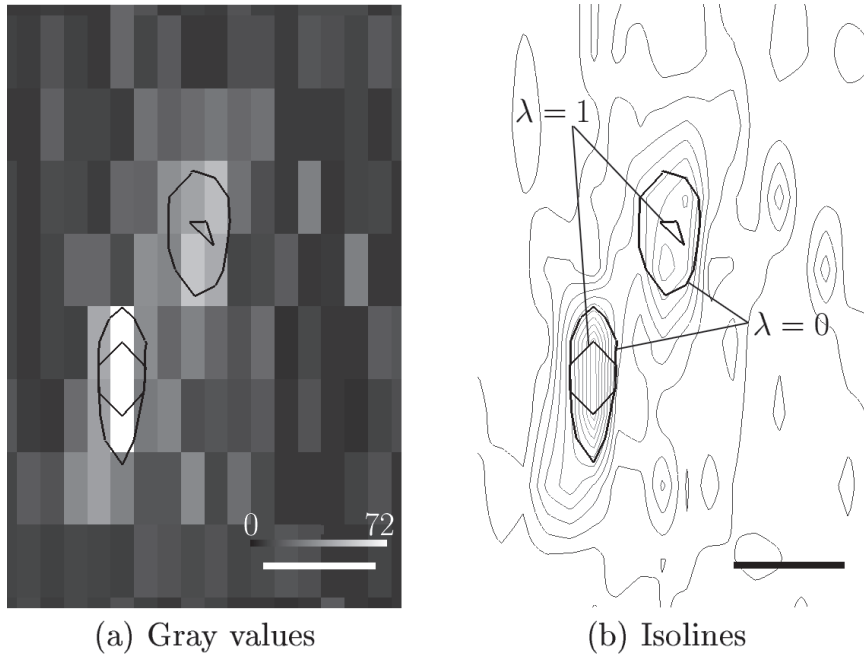 λ = 1
λ = 0
0 72
(a) Gray values
(b) Isolines